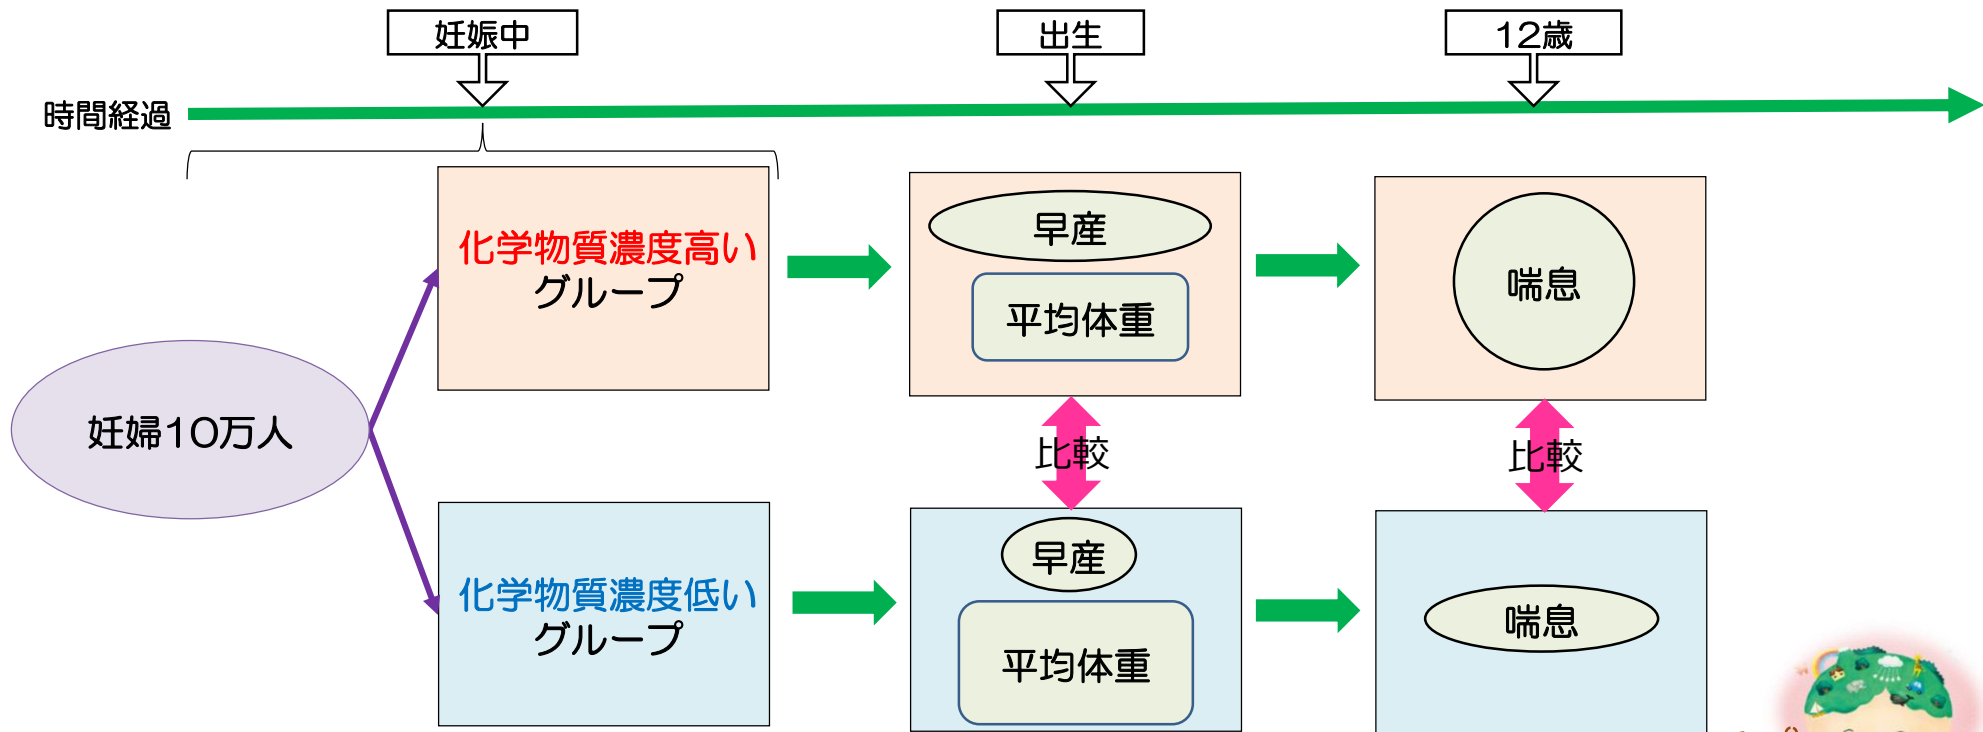 妊娠中
出生
12歳
時間経過
化学物質濃度高い
グループ
早産
平均体重
喘息
妊婦10万人
比較
比較
化学物質濃度低い
グループ
早産
平均体重
喘息